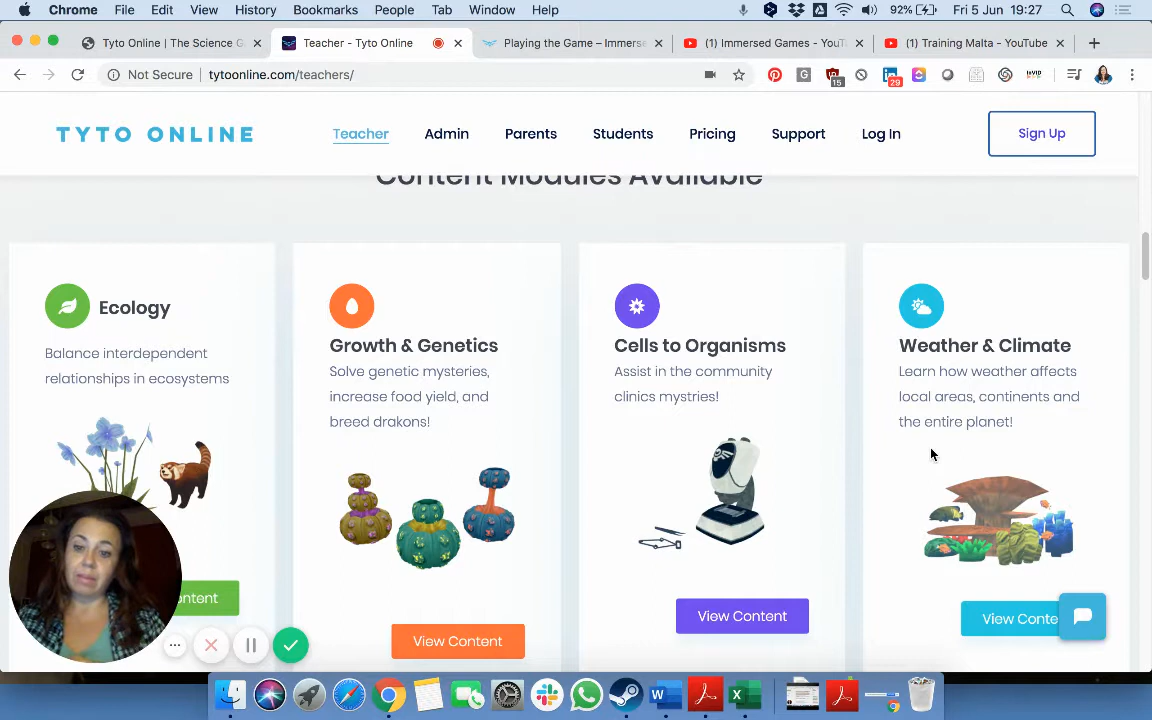 Chrome File Edit View History Bookmarks People Tab Window Help 92% Fri 5 Jun 19:27
Tyto Online | The Science G Teacher - Tyto Online Playing the Game – Immerse (1) Immersed Games - YouT (1) Training Malta - YouTube
Not Secure tytoonline.com/teachers/ 15 29
TYTO ONLINE Teacher Admin Parents Students Pricing Support Log In Sign Up
Content Modules Available
Ecology
Balance interdependent
relationships in ecosystems
ntent
Growth & Genetics
Solve genetic mysteries,
increase food yield, and
breed drakons!
View Content
Cells to Organisms
Assist in the community
clinics mystries!
View Content
Weather & Climate
Learn how weather affects
local areas, continents and
the entire planet!
View Conte